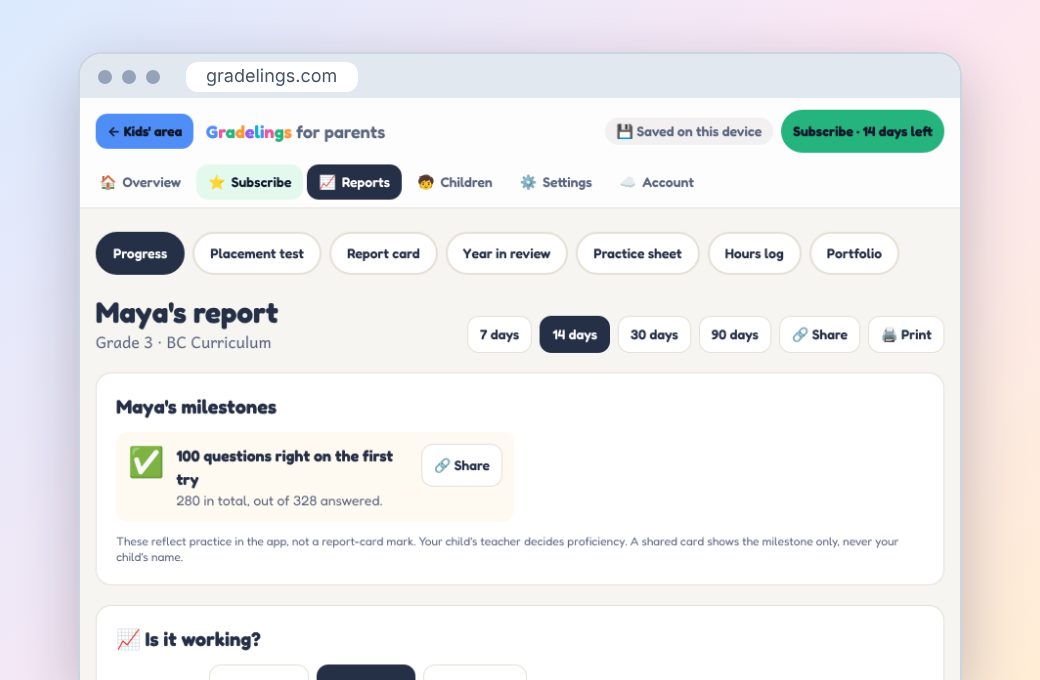 gradelings.com
← Kids' area
Gradelings for parents
💾 Saved on this device
Subscribe · 14 days left
🏠 Overview
⭐ Subscribe
📈 Reports
🧒 Children
⚙️ Settings
☁️ Account
Progress
Placement test
Report card
Year in review
Practice sheet
Hours log
Portfolio
Maya's report
Grade 3 · BC Curriculum
7 days
14 days
30 days
90 days
🔗 Share
🖨️ Print
Maya's milestones
✅ 100 questions right on the first
try
280 in total, out of 328 answered.
🔗 Share
These reflect practice in the app, not a report-card mark. Your child's teacher decides proficiency. A shared card shows the milestone only, never your
child's name.
📈 Is it working?